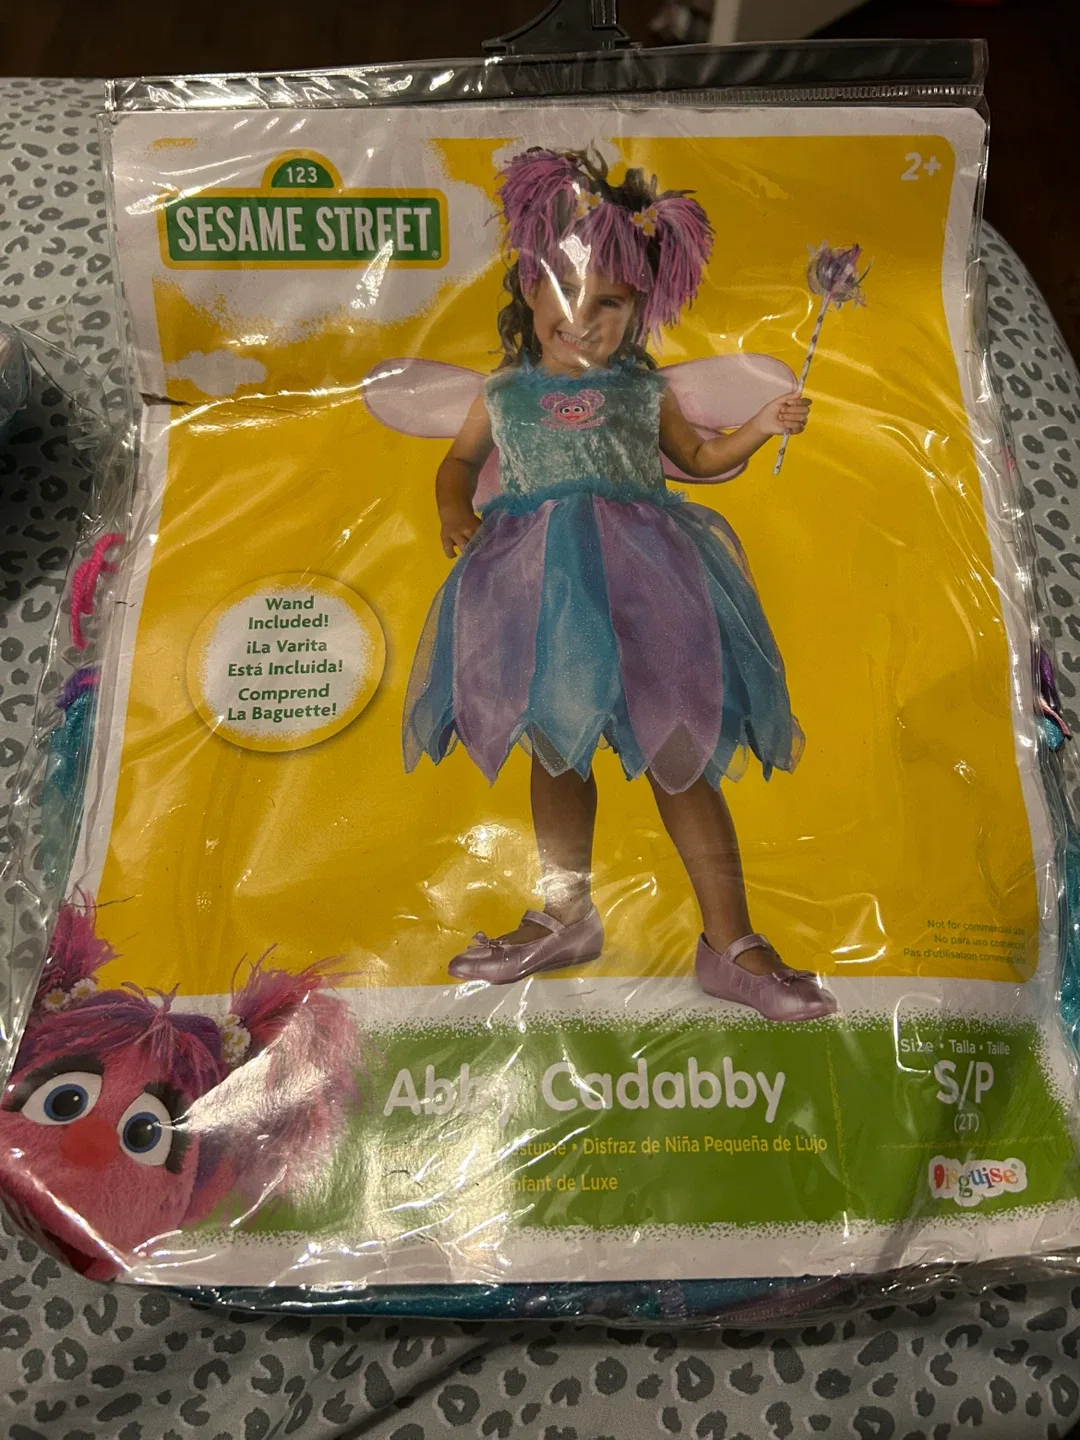 123
SESAME STREET
2+
Wand
Included!
¡La Varita
Está Incluida!
Comprend
La Baguette!
Not for commercial use
No para uso comercial
Pas d'utilisation commerciale
Abby Cadabby
Disfraz de Niña Pequeña de Lujo
de Luxe
Size • Talla • Taille
S/P
(2T)
Disguise